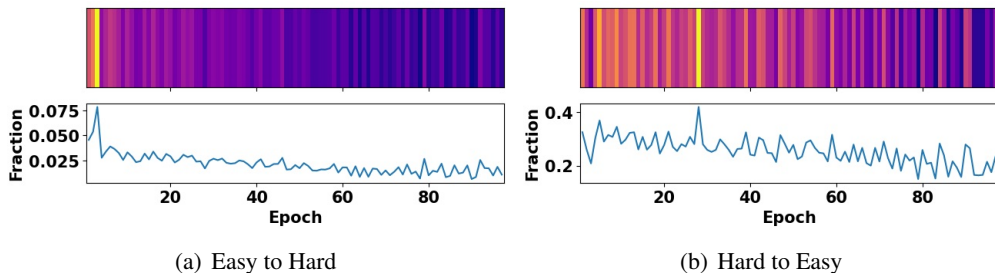 0.075
0.050
0.025
Fraction
20 40 60 80
Epoch
(a) Easy to Hard
0.4
0.2
Fraction
20 40 60 80
Epoch
(b) Hard to Easy